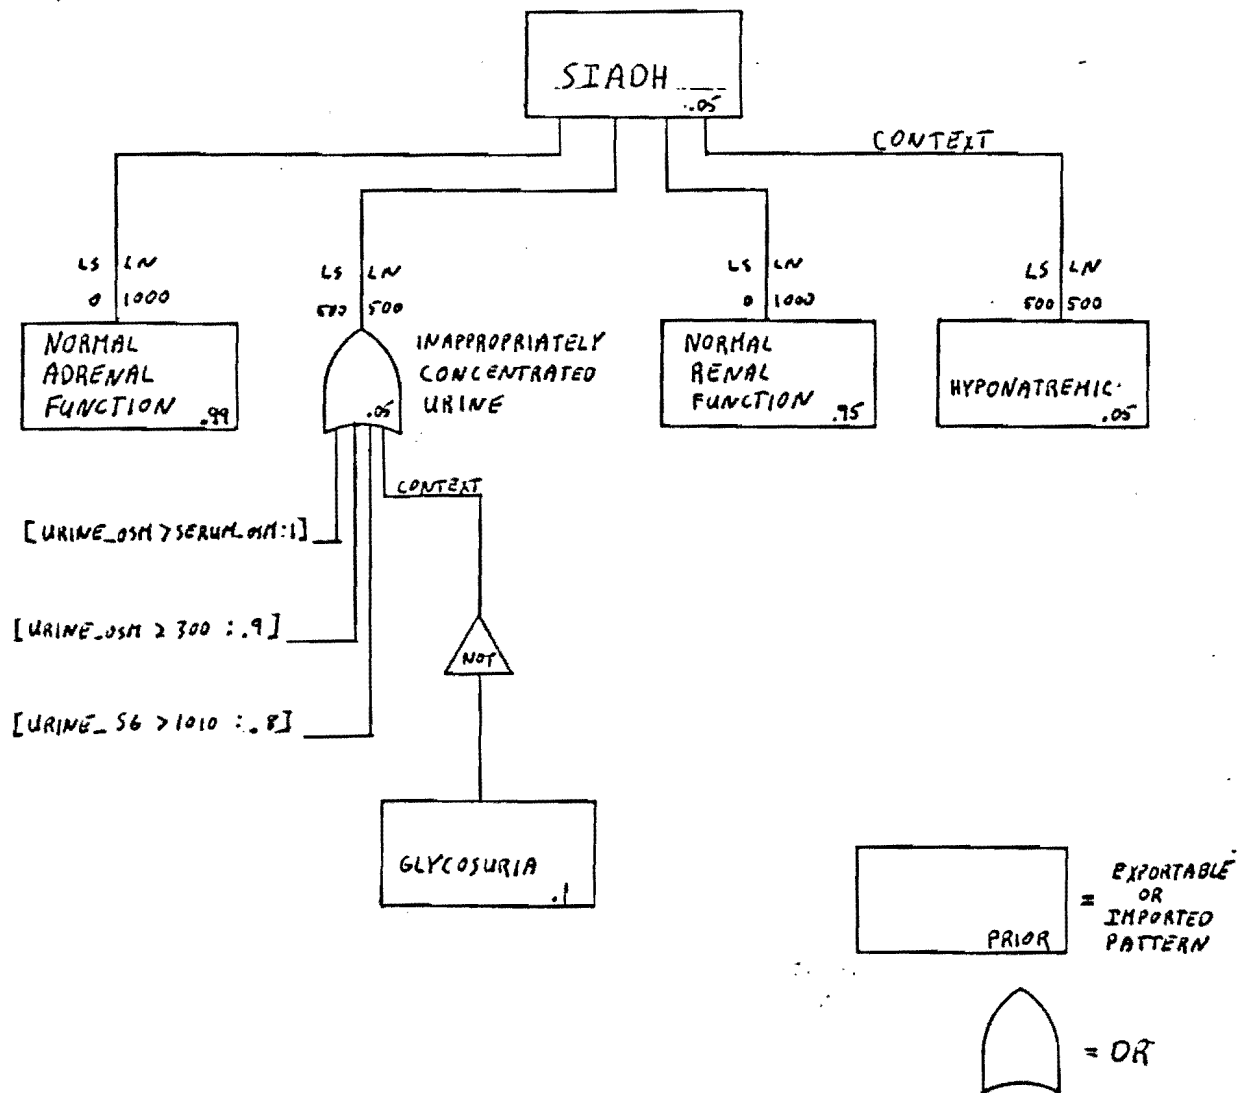 SIADH
.05
CONTEXT
LS LN
0 1000
LS LN
500 500
LS LN
0 1000
LS LN
500 500
NORMAL
ADRENAL
FUNCTION .99
.05
INAPPROPRIATELY
CONCENTRATED
URINE
NORMAL
RENAL
FUNCTION .95
HYPONATREMIC
.05
CONTEXT
[URINE_OSM > SERUM_OSM:1]
[URINE_OSM ≥ 300 : .9]
NOT
[URINE_SG > 1010 : .8]
GLYCOSURIA
.1
PRIOR
= EXPORTABLE
OR
IMPORTED
PATTERN
= OR